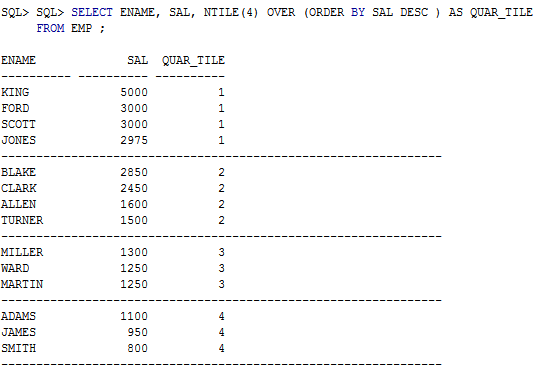 SQL> SQL> SELECT ENAME, SAL, NTILE(4) OVER (ORDER BY SAL DESC ) AS QUAR_TILE
FROM EMP ;
ENAME SAL QUAR_TILE
---------- ---------- ----------
KING 5000 1
FORD 3000 1
SCOTT 3000 1
JONES 2975 1
---------------------------------------------------------------
BLAKE 2850 2
CLARK 2450 2
ALLEN 1600 2
TURNER 1500 2
---------------------------------------------------------------
MILLER 1300 3
WARD 1250 3
MARTIN 1250 3
---------------------------------------------------------------
ADAMS 1100 4
JAMES 950 4
SMITH 800 4
---------------------------------------------------------------